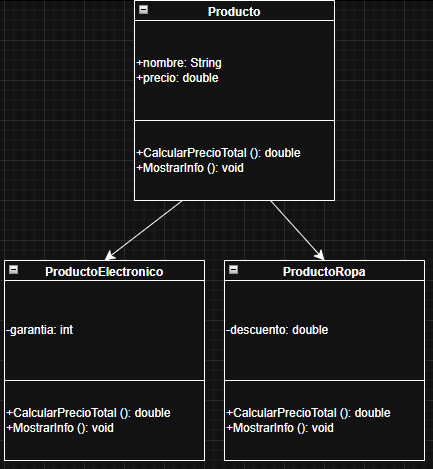 Producto
+nombre: String
+precio: double
+CalcularPrecioTotal (): double
+MostrarInfo (): void
ProductoElectronico
-garantia: int
+CalcularPrecioTotal (): double
+MostrarInfo (): void
ProductoRopa
-descuento: double
+CalcularPrecioTotal (): double
+MostrarInfo (): void